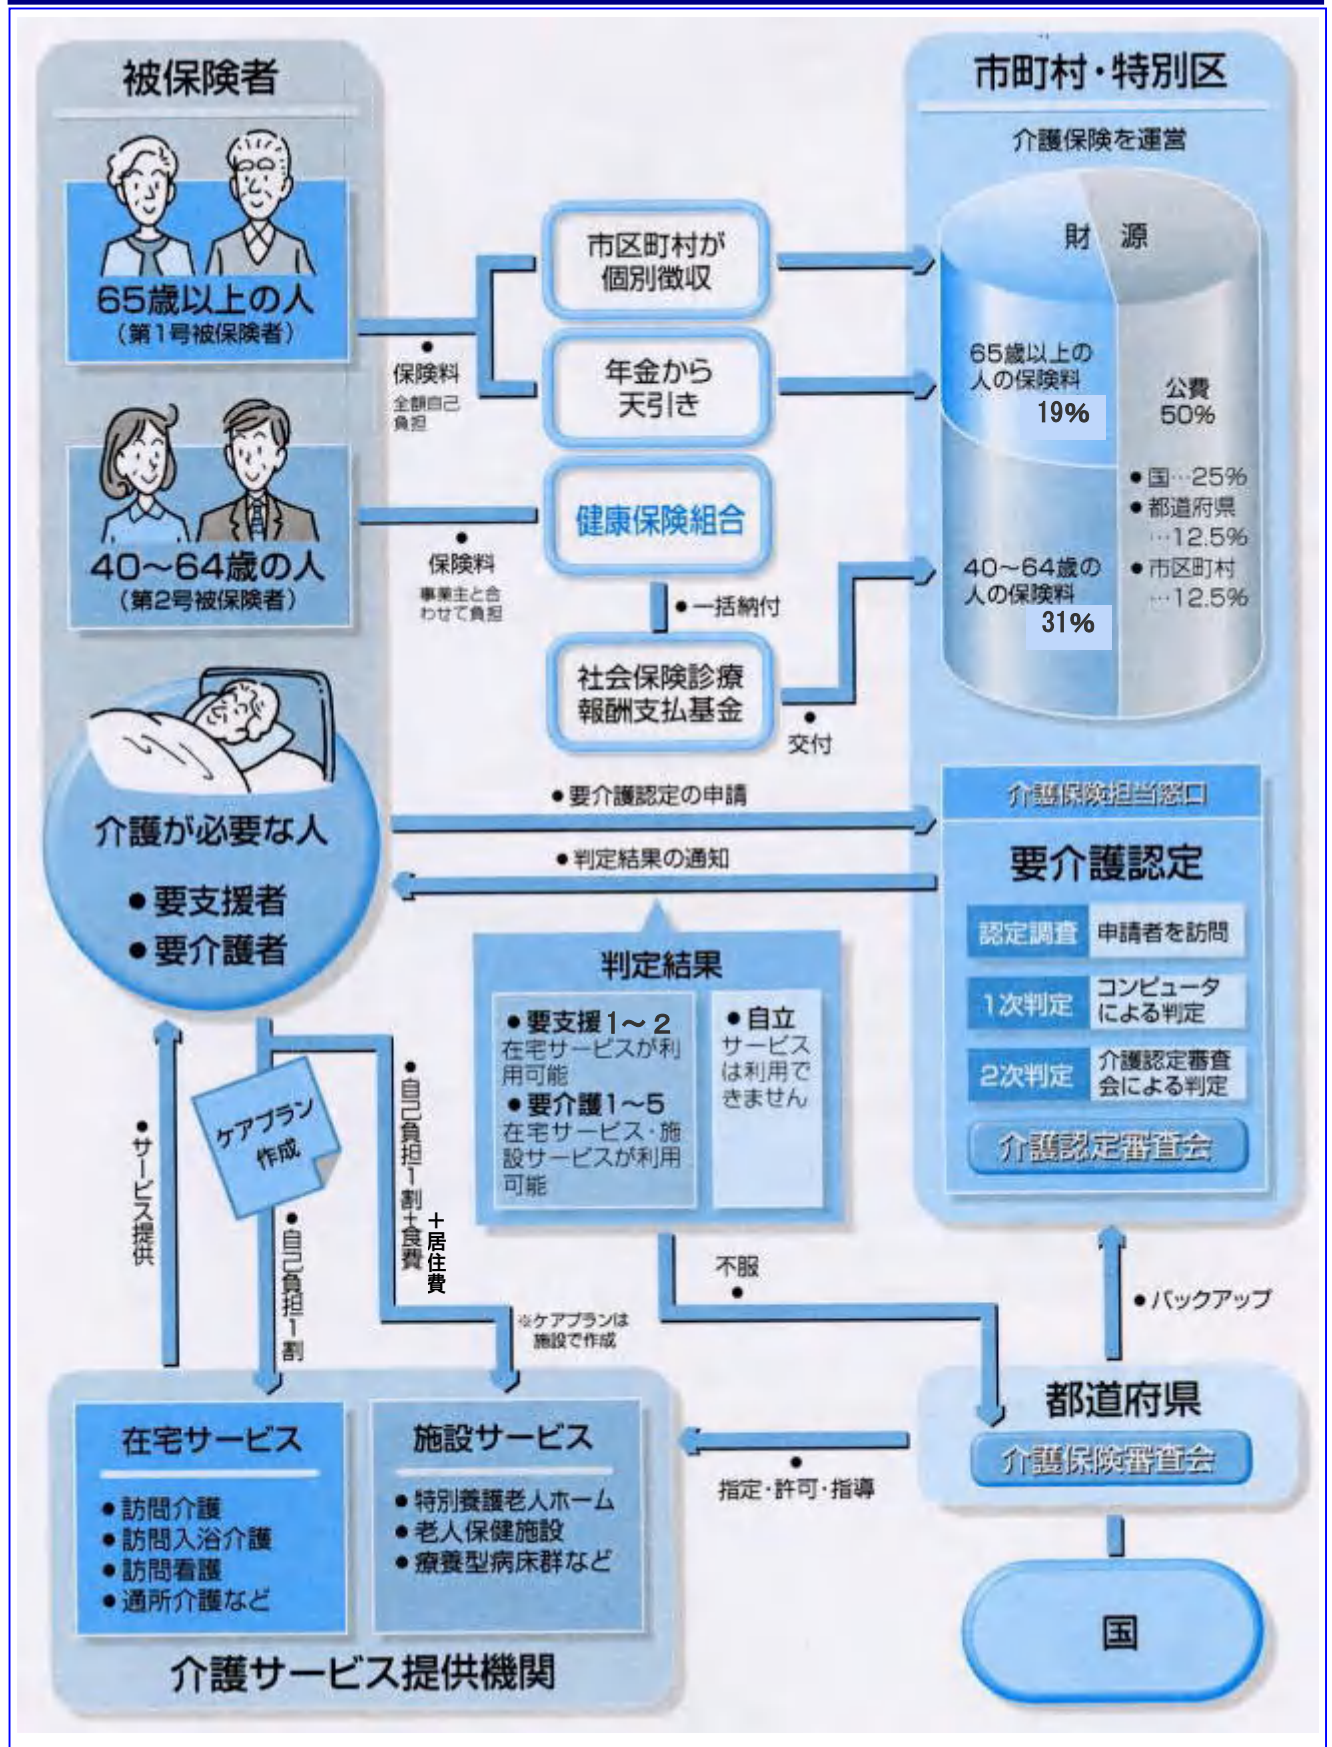 被保険者
65歳以上の人
(第1号被保険者)
40〜64歳の人
(第2号被保険者)
介護が必要な人
●要支援者
●要介護者
●
保険料
全額自己
負担
●
保険料
事業主と合
わせて負担
市区町村が
個別徴収
年金から
天引き
健康保険組合
●一括納付
社会保険診療
報酬支払基金
●
交付
市町村・特別区
介護保険を運営
財 源
65歳以上の
人の保険料
19%
40〜64歳の
人の保険料
31%
公費
50%
●国…25%
●都道府県
…12.5%
●市区町村
…12.5%
●要介護認定の申請
●判定結果の通知
介護保険担当窓口
要介護認定
認定調査 申請者を訪問
1次判定 コンピュータ
による判定
2次判定 介護認定審査
会による判定
介護認定審査会
判定結果
●要支援1〜2
在宅サービスが利
用可能
●要介護1〜5
在宅サービス・施
設サービスが利用
可能
●自立
サービス
は利用で
きません
●サービス提供
ケアプラン
作成
●自己負担1割
●自己負担1割+食費
+居住費
※ケアプランは
施設で作成
不服
●
●バックアップ
都道府県
介護保険審査会
●
指定・許可・指導
国
在宅サービス
●訪問介護
●訪問入浴介護
●訪問看護
●通所介護など
施設サービス
●特別養護老人ホーム
●老人保健施設
●療養型病床群など
介護サービス提供機関